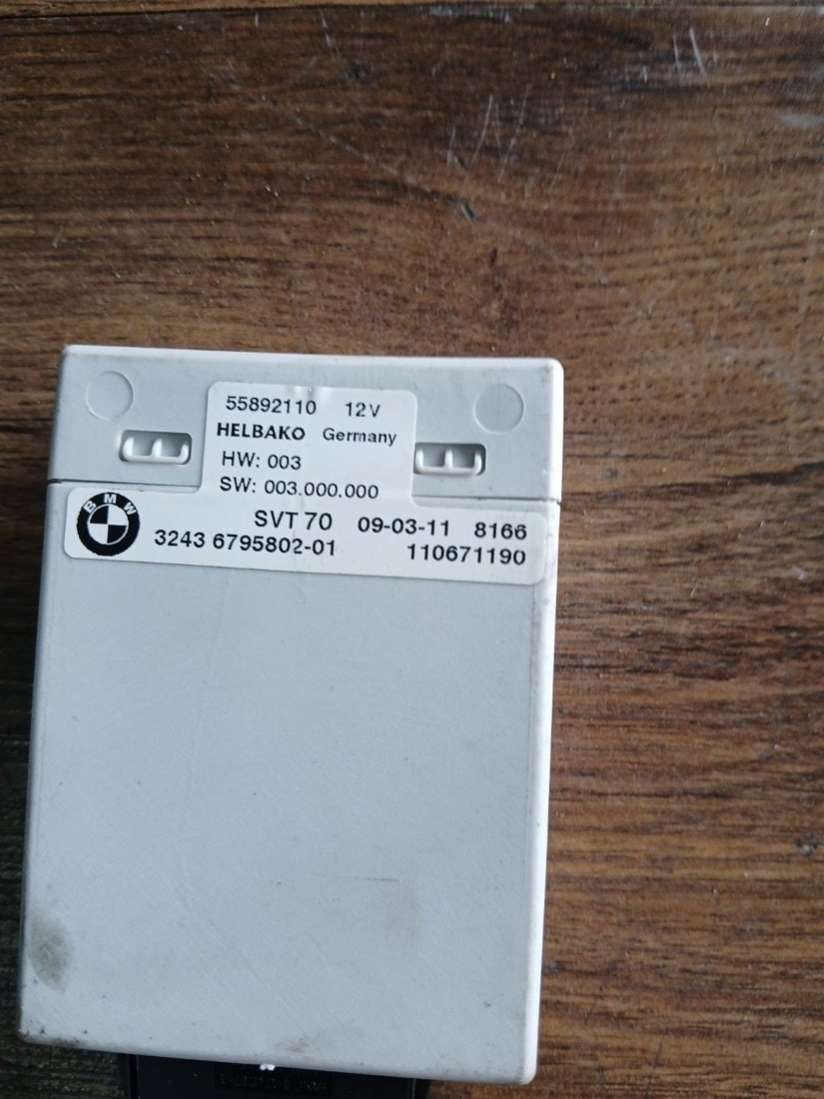 55892110 12V
HELBAKO Germany
HW: 003
SW: 003.000.000
BMW
SVT 70 09-03-11 8166
3243 6795802-01 110671190